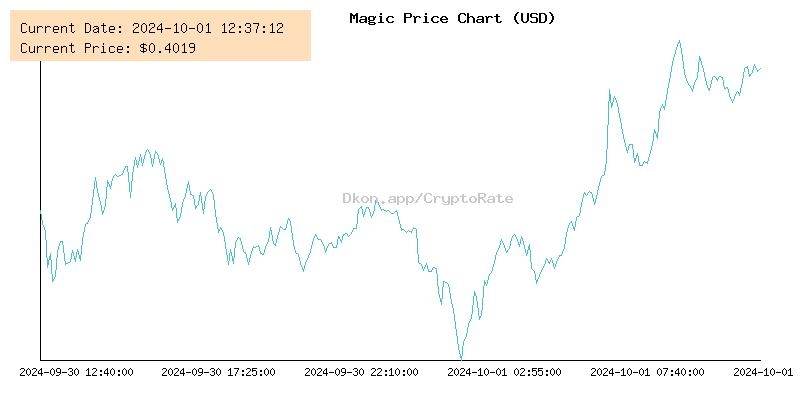 Magic Price Chart (USD)
Current Date: 2024-10-01 12:37:12
Current Price: $0.4019
Dkon.app/CryptoRate
2024-09-30 12:40:00
2024-09-30 17:25:00
2024-09-30 22:10:00
2024-10-01 02:55:00
2024-10-01 07:40:00
2024-10-01